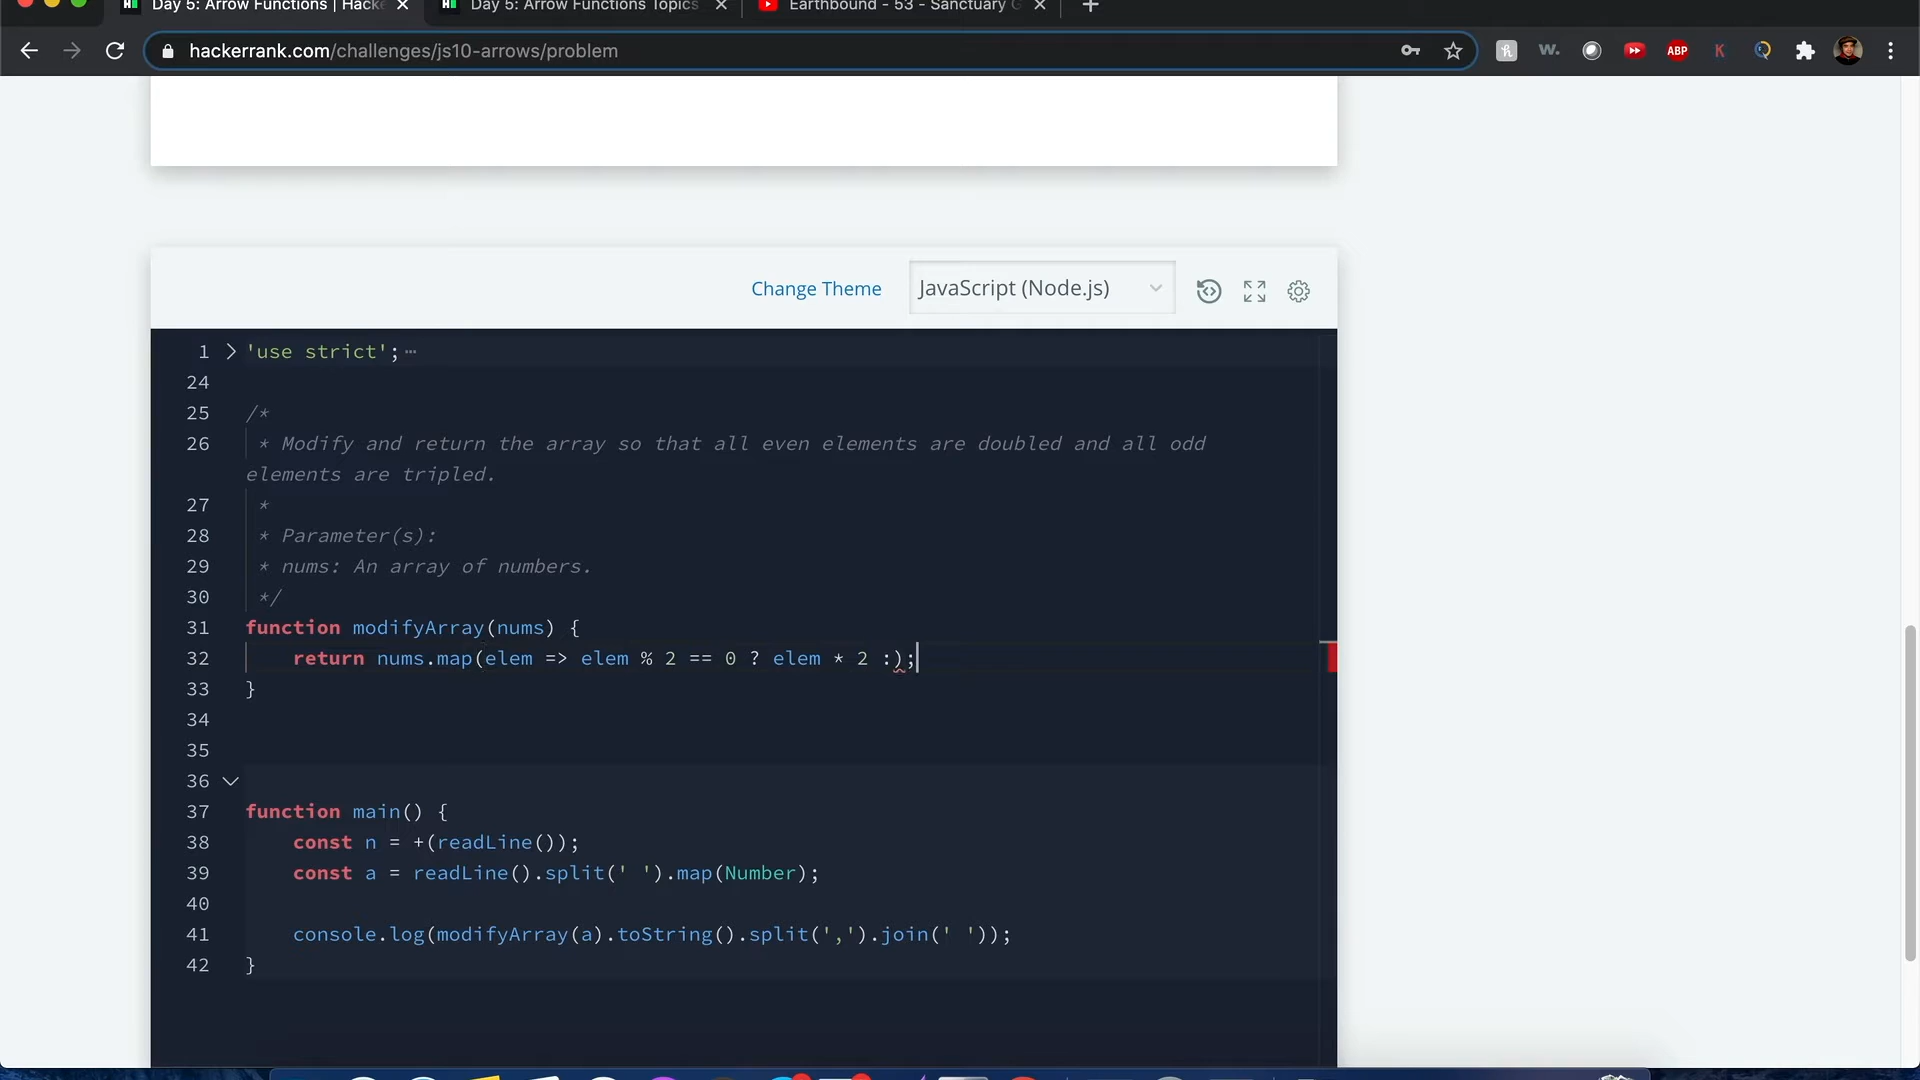 Day 5: Arrow Functions | Hacke
Day 5: Arrow Functions Topics
Earthbound - 53 - Sanctuary G
hackerrank.com/challenges/js10-arrows/problem
ABP
Change Theme
JavaScript (Node.js)
1 'use strict';
24
25 /*
26 * Modify and return the array so that all even elements are doubled and all odd
elements are tripled.
27 *
28 * Parameter(s):
29 * nums: An array of numbers.
30 */
31 function modifyArray(nums) {
32 return nums.map(elem => elem % 2 == 0 ? elem * 2 :);
33 }
34
35
36
37 function main() {
38 const n = +(readLine());
39 const a = readLine().split(' ').map(Number);
40
41 console.log(modifyArray(a).toString().split(',').join(' '));
42 }